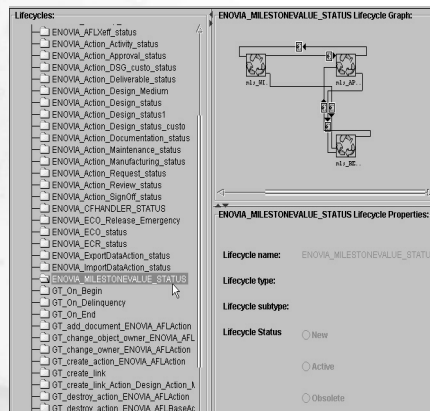 Lifecycles:
ENOVIA_AFLXeff_status
ENOVIA_Action_Activity_status
ENOVIA_Action_Approval_status
ENOVIA_Action_DSG_custo_status
ENOVIA_Action_Deliverable_status
ENOVIA_Action_Design_Medium
ENOVIA_Action_Design_status
ENOVIA_Action_Design_status1
ENOVIA_Action_Design_status_custo
ENOVIA_Action_Documentation_status
ENOVIA_Action_Maintenance_status
ENOVIA_Action_Manufacturing_status
ENOVIA_Action_Request_status
ENOVIA_Action_Review_status
ENOVIA_Action_SignOff_status
ENOVIA_CFHANDLER_STATUS
ENOVIA_ECO_Release_Emergency
ENOVIA_ECO_status
ENOVIA_ECR_status
ENOVIA_ExportDataAction_status
ENOVIA_ImportDataAction_status
ENOVIA_MILESTONEVALUE_STATUS
GT_On_Begin
GT_On_Delinquency
GT_On_End
GT_add_document_ENOVIA_AFLAction
GT_change_object_owner_ENOVIA_AFL
GT_change_owner_ENOVIA_AFLAction
GT_create_action_ENOVIA_AFLAction
GT_create_link
GT_create_link_Action_Design_Action_M
GT_destroy_action_ENOVIA_AFLAction
GT_destroy_action_ENOVIA_AFLBaseAc
ENOVIA_MILESTONEVALUE_STATUS Lifecycle Graph:
ENOVIA_MILESTONEVALUE_STATUS Lifecycle Properties:
Lifecycle name: ENOVIA_MILESTONEVALUE_STATU
Lifecycle type:
Lifecycle subtype:
Lifecycle Status New
Active
Obsolete